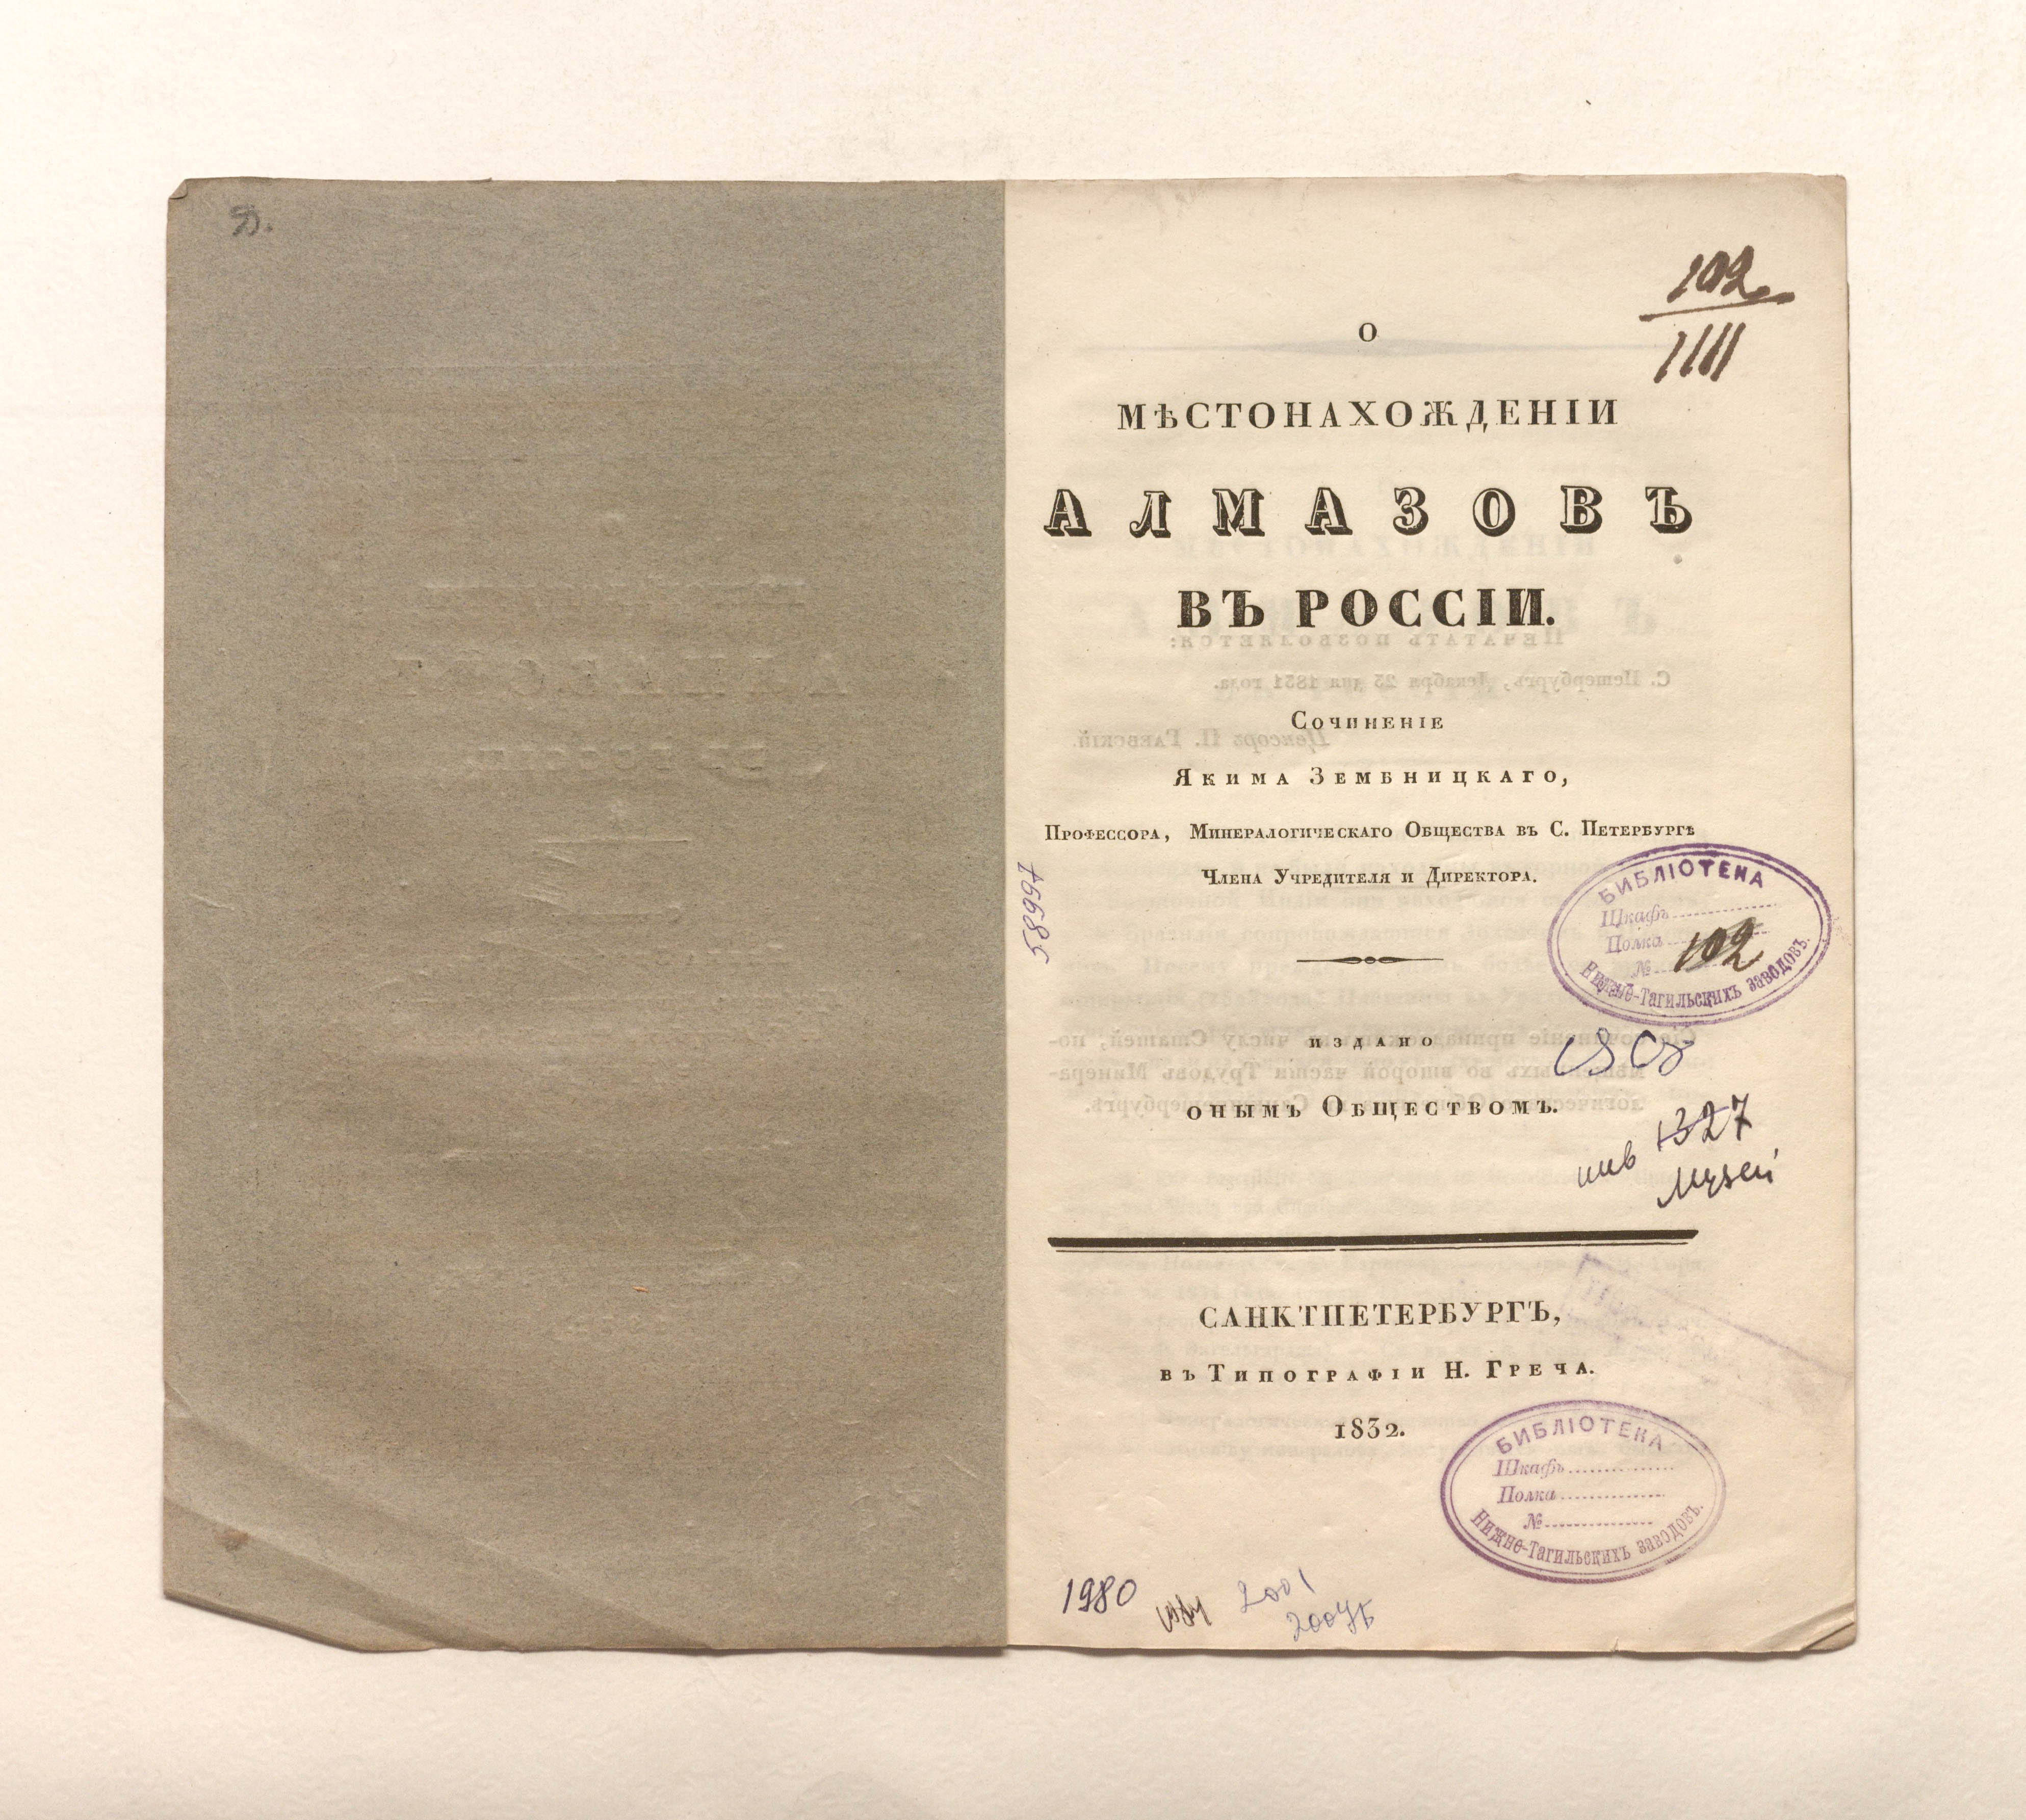 102
1111
О
МѢСТОНАХОЖДЕНІИ
АЛМАЗОВЪ
ВЪ РОССІИ.
Сочиненіе
Якима Зембницкаго,
Профессора, Минералогическаго Общества въ С. Петербургѣ
Члена Учредителя и Директора.
58997
БИБЛІОТЕКА
Шкафъ
Полка
№ 102
Нижне-Тагильскихъ заводовъ.
издано
онымъ Обществомъ.
инв 1327
Музей
САНКТПЕТЕРБУРГЪ,
въ Типографіи Н. Греча.
1832.
БИБЛІОТЕКА
Шкафъ
Полка
№
Нижне-Тагильскихъ заводовъ.
1980
2001